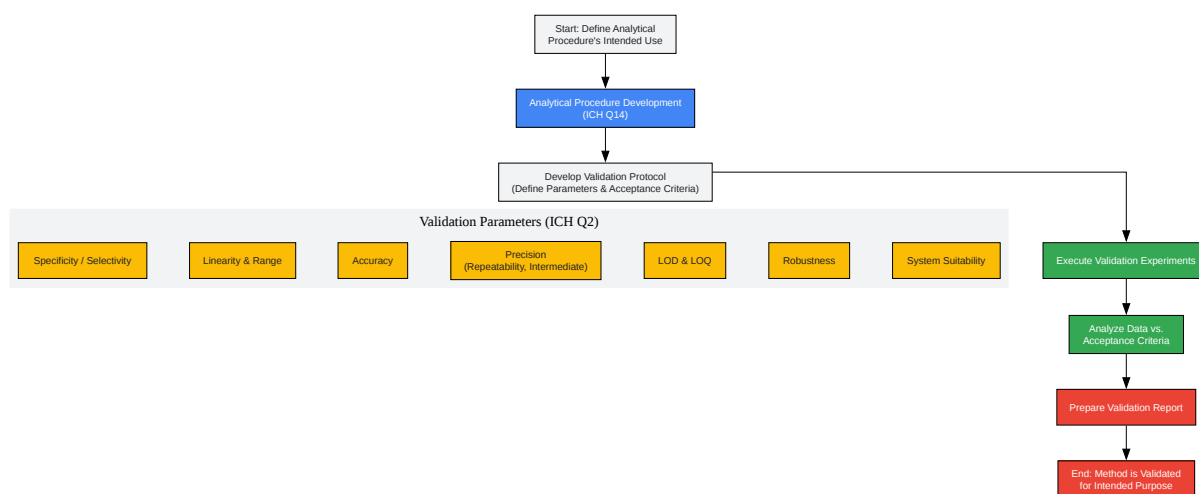 Start: Define Analytical
Procedure's Intended Use
Analytical Procedure Development
(ICH Q14)
Develop Validation Protocol
(Define Parameters & Acceptance Criteria)
Validation Parameters (ICH Q2)
Specificity / Selectivity
Linearity & Range
Accuracy
Precision
(Repeatability, Intermediate)
LOD & LOQ
Robustness
System Suitability
Execute Validation Experiments
Analyze Data vs.
Acceptance Criteria
Prepare Validation Report
End: Method is Validated
for Intended Purpose